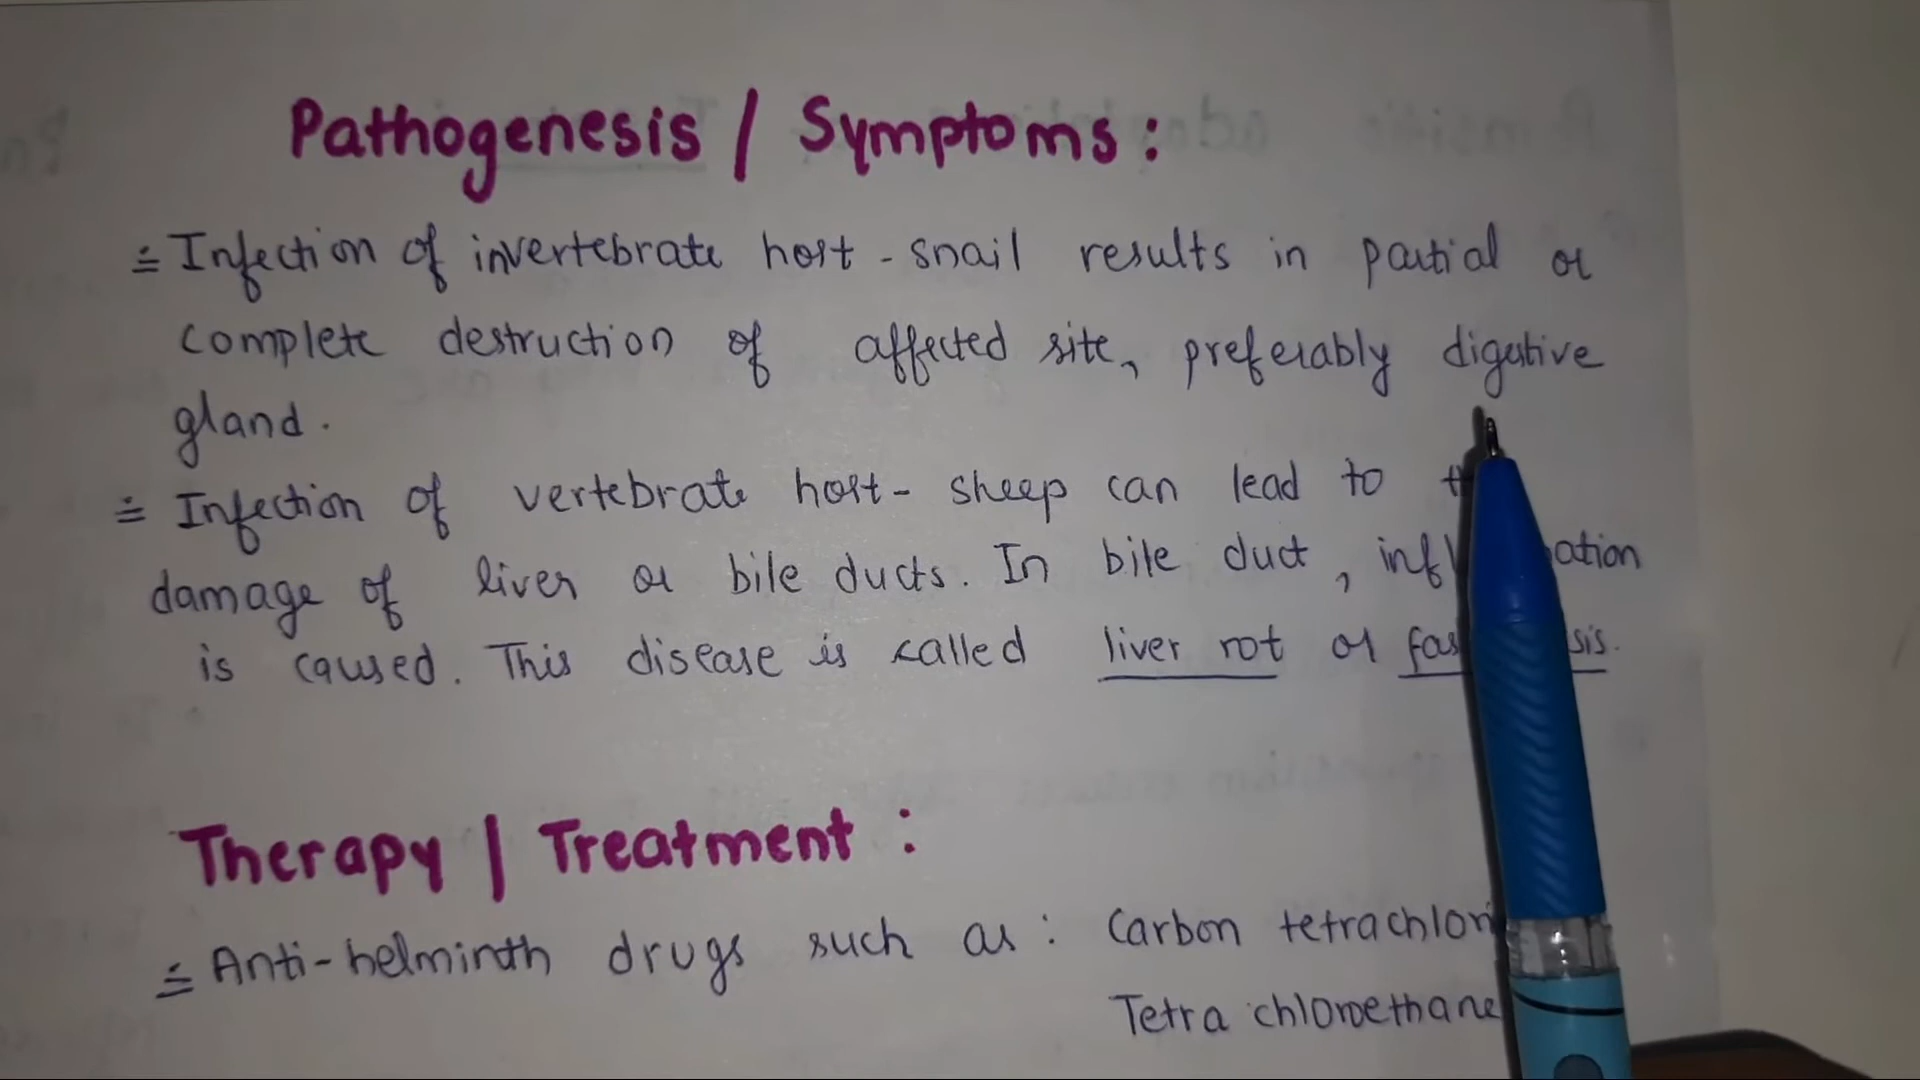 Pathogenesis / Symptoms :
= Infection of invertebrate host - snail results in partial or
complete destruction of affected site, preferably digestive
gland.
= Infection of vertebrate host - sheep can lead to
damage of liver or bile ducts. In bile duct,
is caused. This disease is called liver rot or
Therapy | Treatment :
= Anti-helminth drugs such as : Carbon
Tetra chloroethane